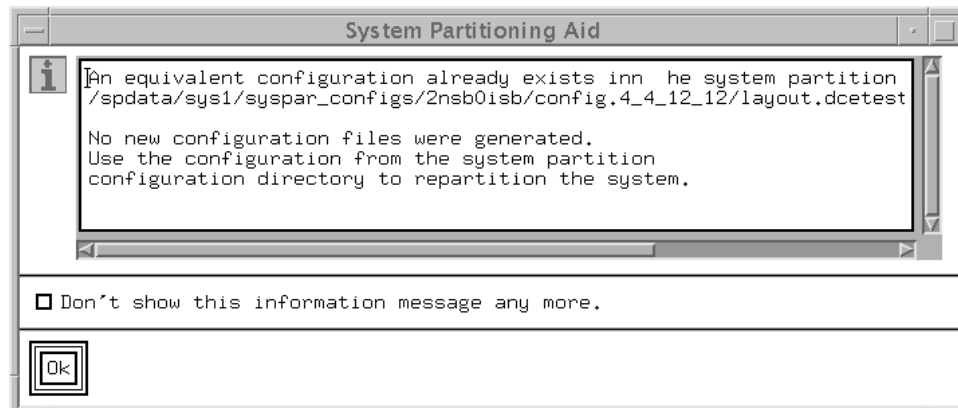 System Partitioning Aid
An equivalent configuration already exists inn  he system partition
/spdata/sys1/syspar_configs/2nsb0isb/config.4_4_12_12/layout.dcetest
No new configuration files were generated.
Use the configuration from the system partition
configuration directory to repartition the system.
Don't show this information message any more.
Ok